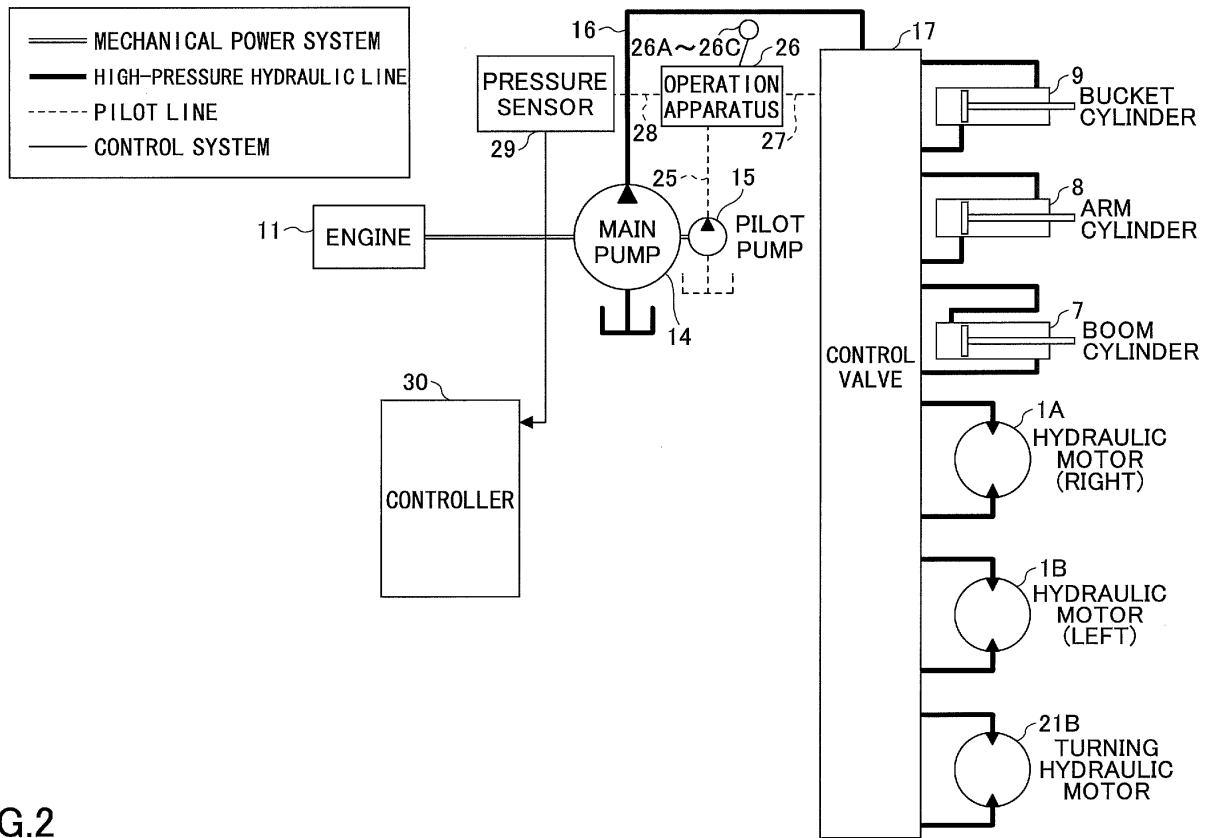 MECHANICAL POWER SYSTEM
HIGH-PRESSURE HYDRAULIC LINE
PILOT LINE
CONTROL SYSTEM
16
26A～26C
26
17
PRESSURE
SENSOR
29
OPERATION
APPARATUS
28
27
25
15
PILOT
PUMP
11
ENGINE
MAIN
PUMP
14
30
CONTROLLER
CONTROL
VALVE
9
BUCKET
CYLINDER
8
ARM
CYLINDER
7
BOOM
CYLINDER
1A
HYDRAULIC
MOTOR
(RIGHT)
1B
HYDRAULIC
MOTOR
(LEFT)
21B
TURNING
HYDRAULIC
MOTOR
G.2